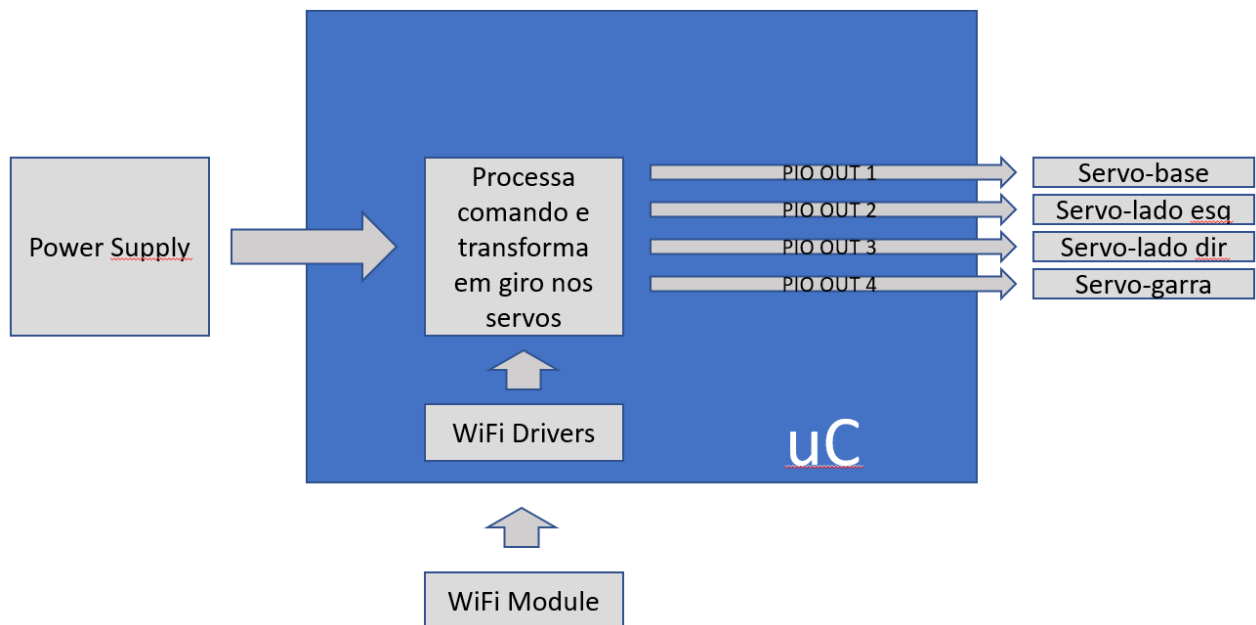 Power Supply
Processa
comando e
transforma
em giro nos
servos
PIO OUT 1
PIO OUT 2
PIO OUT 3
PIO OUT 4
Servo-base
Servo-lado esq
Servo-lado dir
Servo-garra
WiFi Drivers
uC
WiFi Module